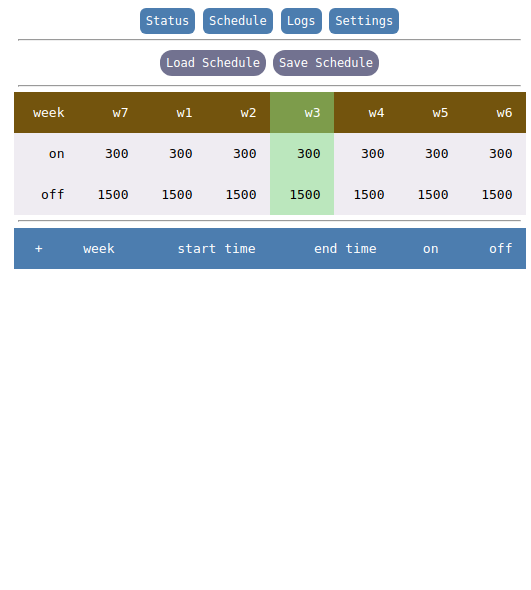 Status Schedule Logs Settings
Load Schedule Save Schedule
week w7 w1 w2 w3 w4 w5 w6
on 300 300 300 300 300 300 300
off 1500 1500 1500 1500 1500 1500 1500
+ week start time end time on off